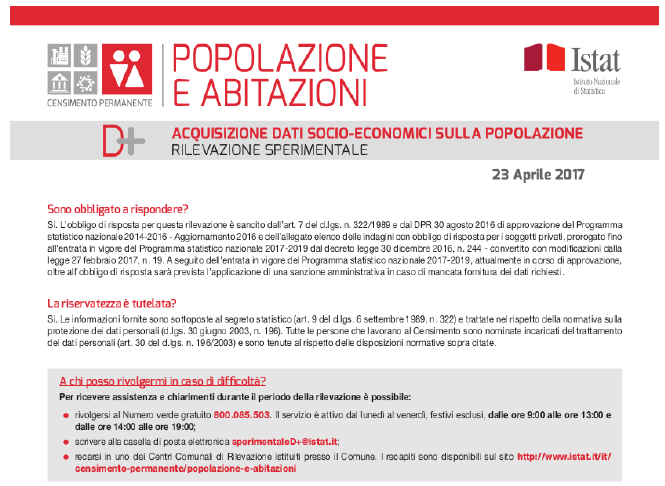 POPOLAZIONE
E ABITAZIONI
CENSIMENTO PERMANENTE
Istat
Istituto Nazionale
di Statistica
D+
ACQUISIZIONE DATI SOCIO-ECONOMICI SULLA POPOLAZIONE
RILEVAZIONE SPERIMENTALE
23 Aprile 2017
Sono obbligato a rispondere?
Si. L'obbligo di risposta per questa rilevazione è sancito dall'art. 7 del d.lgs. n. 322/1989 e dal DPR 30 agosto 2016 di approvazione del Programma
statistico nazionale 2014-2016 - Aggiornamento 2016 e dell'allegato elenco delle indagini con obbligo di risposta per i soggetti privati, prorogato fino
all'entrata in vigore del Programma statistico nazionale 2017-2019 dal decreto legge 30 dicembre 2016, n. 244 - convertito con modificazioni dalla
legge 27 febbraio 2017, n. 19. A seguito dell'entrata in vigore del Programma statistico nazionale 2017-2019, attualmente in corso di approvazione,
oltre all'obbligo di risposta sarà prevista l'applicazione di una sanzione amministrativa in caso di mancata fornitura dei dati richiesti.
La riservatezza è tutelata?
Si. Le informazioni fornite sono sottoposte al segreto statistico (art. 9 del d.lgs. 6 settembre 1989, n. 322) e trattate nel rispetto della normativa sulla
protezione dei dati personali (d.lgs. 30 giugno 2003, n. 196). Tutte le persone che lavorano al Censimento sono nominate incaricati del trattamento
dei dati personali (art. 30 del d.lgs. n. 196/2003) e sono tenute al rispetto delle disposizioni normative sopra citate.
A chi posso rivolgermi in caso di difficoltà?
Per ricevere assistenza e chiarimenti durante il periodo della rilevazione è possibile:
● rivolgersi al Numero verde gratuito 800.085.503. Il servizio è attivo dal lunedì al venerdì, festivi esclusi, dalle ore 9:00 alle ore 13:00 e
dalle ore 14:00 alle ore 19:00;
● scrivere alla casella di posta elettronica sperimentaleD+@istat.it;
● recarsi in uno dei Centri Comunali di Rilevazione istituiti presso il Comune. I recapiti sono disponibili sul sito http://www.istat.it/it/
censimento-permanente/popolazione-e-abitazioni